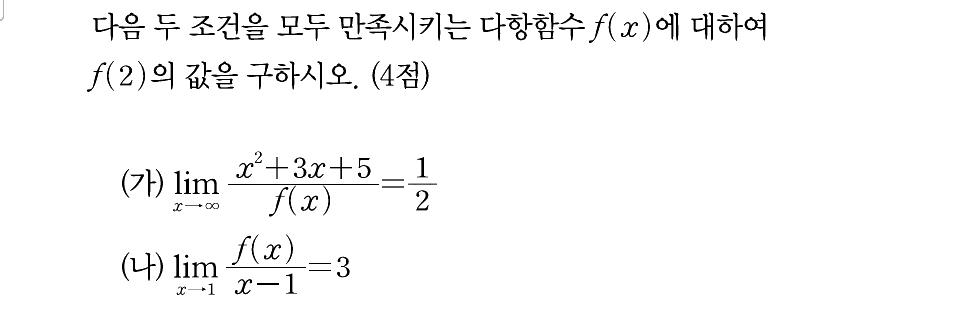 다음 두 조건을 모두 만족시키는 다항함수 f(x)에 대하여
f(2)의 값을 구하시오. (4점)
(가) lim_{x→∞} (x²+3x+5)/f(x) = 1/2
(나) lim_{x→1} f(x)/(x−1) = 3